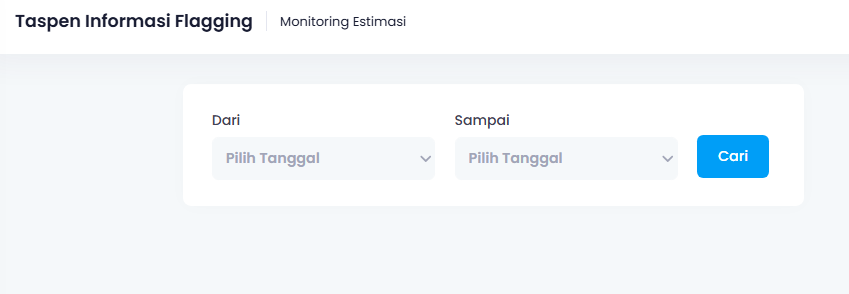 Taspen Informasi Flagging
Monitoring Estimasi
Dari
Sampai
Pilih Tanggal
Pilih Tanggal
Cari